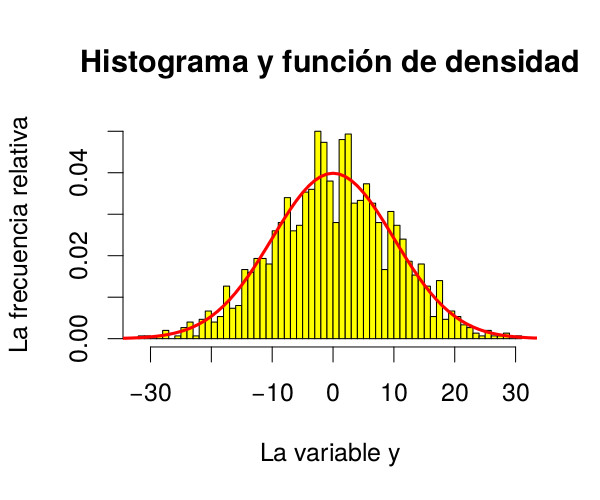 Histograma y función de densidad
La frecuencia relativa
0.04
0.02
0.00
−30 −10 0 10 20 30
La variable y